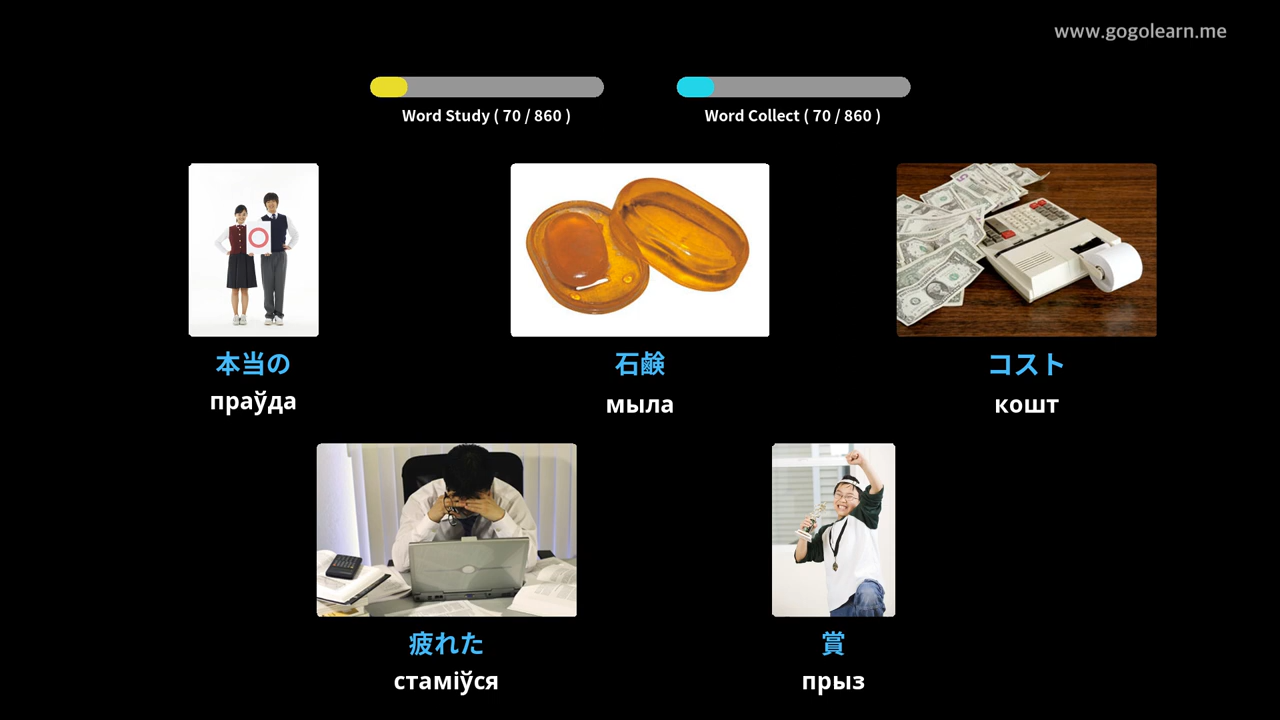 www.gogolearn.me
Word Study ( 70 / 860 )
Word Collect ( 70 / 860 )
本当の
праўда
石鹸
мыла
コスト
кошт
疲れた
стаміўся
賞
прыз